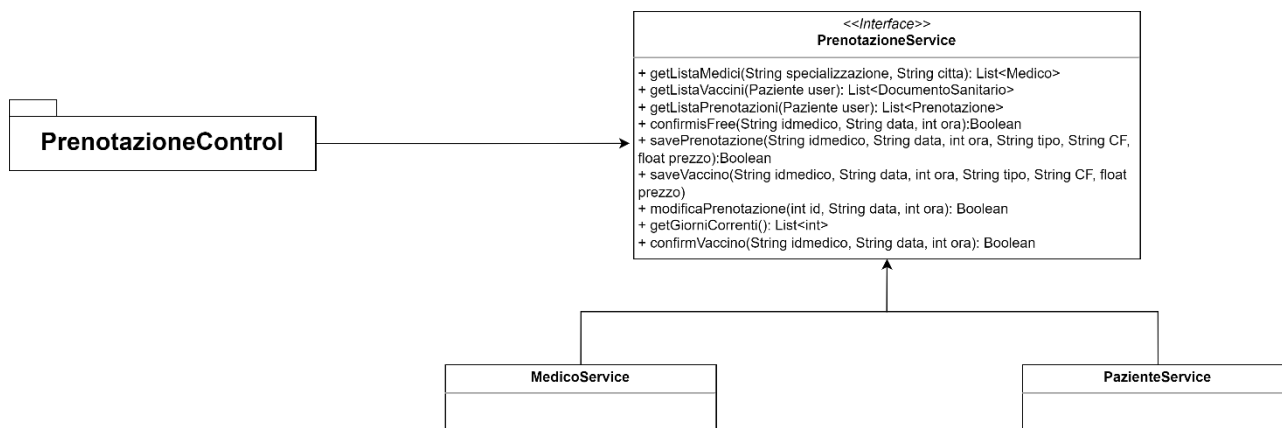 <<Interface>>
PrenotazioneService
+ getListaMedici(String specializzazione, String citta): List<Medico>
+ getListaVaccini(Paziente user): List<DocumentoSanitario>
+ getListaPrenotazioni(Paziente user): List<Prenotazione>
+ confirmisFree(String idmedico, String data, int ora):Boolean
+ savePrenotazione(String idmedico, String data, int ora, String tipo, String CF,
float prezzo):Boolean
+ saveVaccino(String idmedico, String data, int ora, String tipo, String CF, float
prezzo)
+ modificaPrenotazione(int id, String data, int ora): Boolean
+ getGiorniCorrenti(): List<int>
+ confirmVaccino(String idmedico, String data, int ora): Boolean
PrenotazioneControl
MedicoService
PazienteService